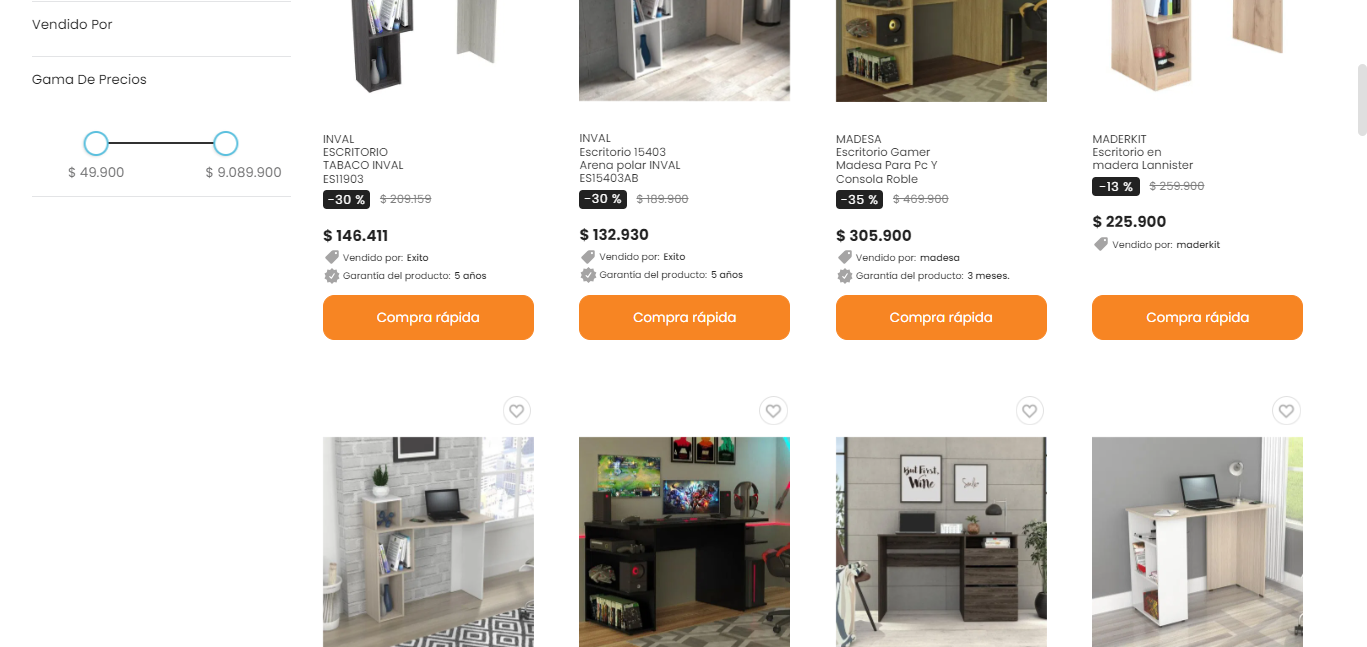 Vendido Por
Gama De Precios
$ 49.900
$ 9.089.900
INVAL
ESCRITORIO
TABACO INVAL
ES11903
-30 %
$ 209.159
$ 146.411
Vendido por: Exito
Garantía del producto: 5 años
Compra rápida
INVAL
Escritorio 15403
Arena polar INVAL
ES15403AB
-30 %
$ 189.900
$ 132.930
Vendido por: Exito
Garantía del producto: 5 años
Compra rápida
MADESA
Escritorio Gamer
Madesa Para Pc Y
Consola Roble
-35 %
$ 469.900
$ 305.900
Vendido por: madesa
Garantía del producto: 3 meses.
Compra rápida
MADERKIT
Escritorio en
madera Lannister
-13 %
$ 259.900
$ 225.900
Vendido por: maderkit
Compra rápida
But First,
Wine